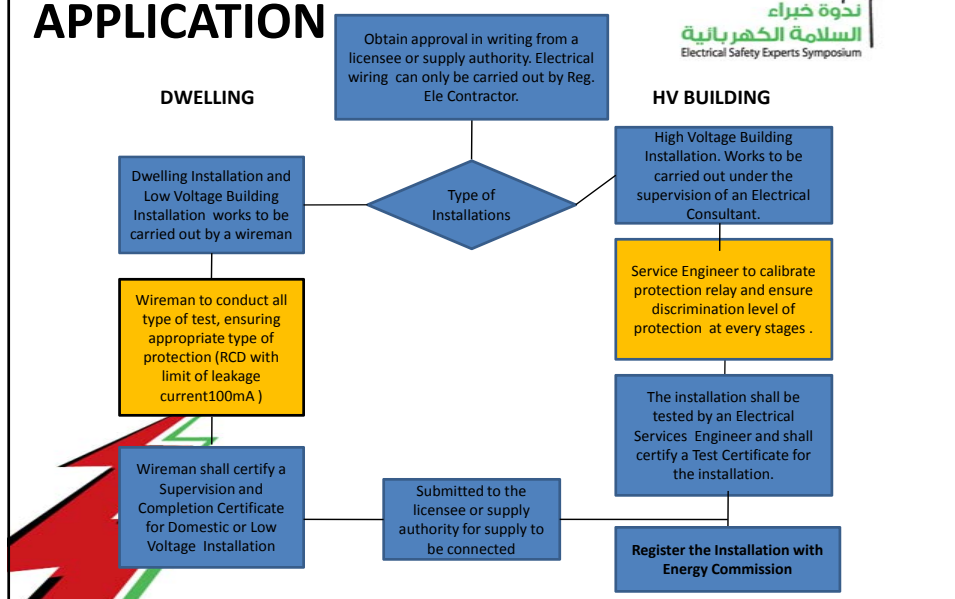 APPLICATION
ندوة خبراء
السلامة الكهربائية
Electrical Safety Experts Symposium
Obtain approval in writing from a
licensee or supply authority. Electrical
wiring can only be carried out by Reg.
Ele Contractor.
DWELLING
HV BUILDING
Type of
Installations
Dwelling Installation and
Low Voltage Building
Installation works to be
carried out by a wireman
Wireman to conduct all
type of test, ensuring
appropriate type of
protection (RCD with
limit of leakage
current100mA )
Wireman shall certify a
Supervision and
Completion Certificate
for Domestic or Low
Voltage Installation
High Voltage Building
Installation. Works to be
carried out under the
supervision of an Electrical
Consultant.
Service Engineer to calibrate
protection relay and ensure
discrimination level of
protection at every stages .
The installation shall be
tested by an Electrical
Services Engineer and shall
certify a Test Certificate for
the installation.
Submitted to the
licensee or supply
authority for supply to
be connected
Register the Installation with
Energy Commission